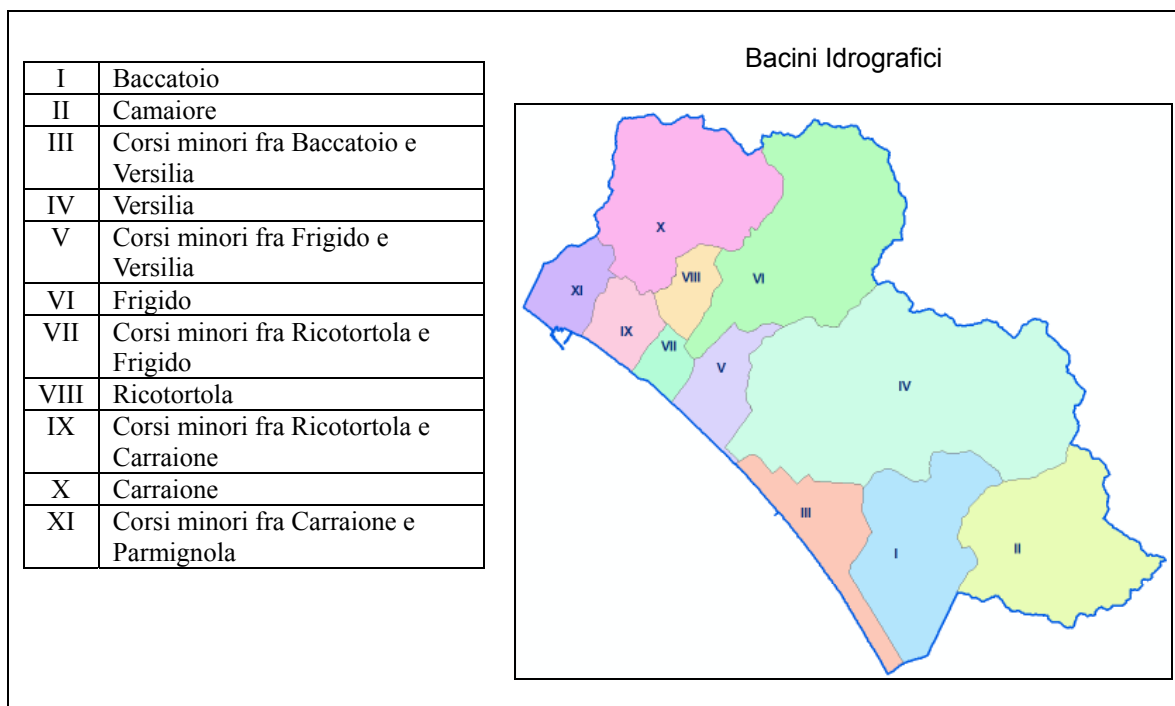 Bacini Idrografici
I Baccatoio
II Camaiore
III Corsi minori fra Baccatoio e
Versilia
IV Versilia
V Corsi minori fra Frigido e
Versilia
VI Frigido
VII Corsi minori fra Ricotortola e
Frigido
VIII Ricotortola
IX Corsi minori fra Ricotortola e
Carraione
X Carraione
XI Corsi minori fra Carraione e
Parmignola
X
VIII
VI
XI
IX
VII
V
IV
III
I
II